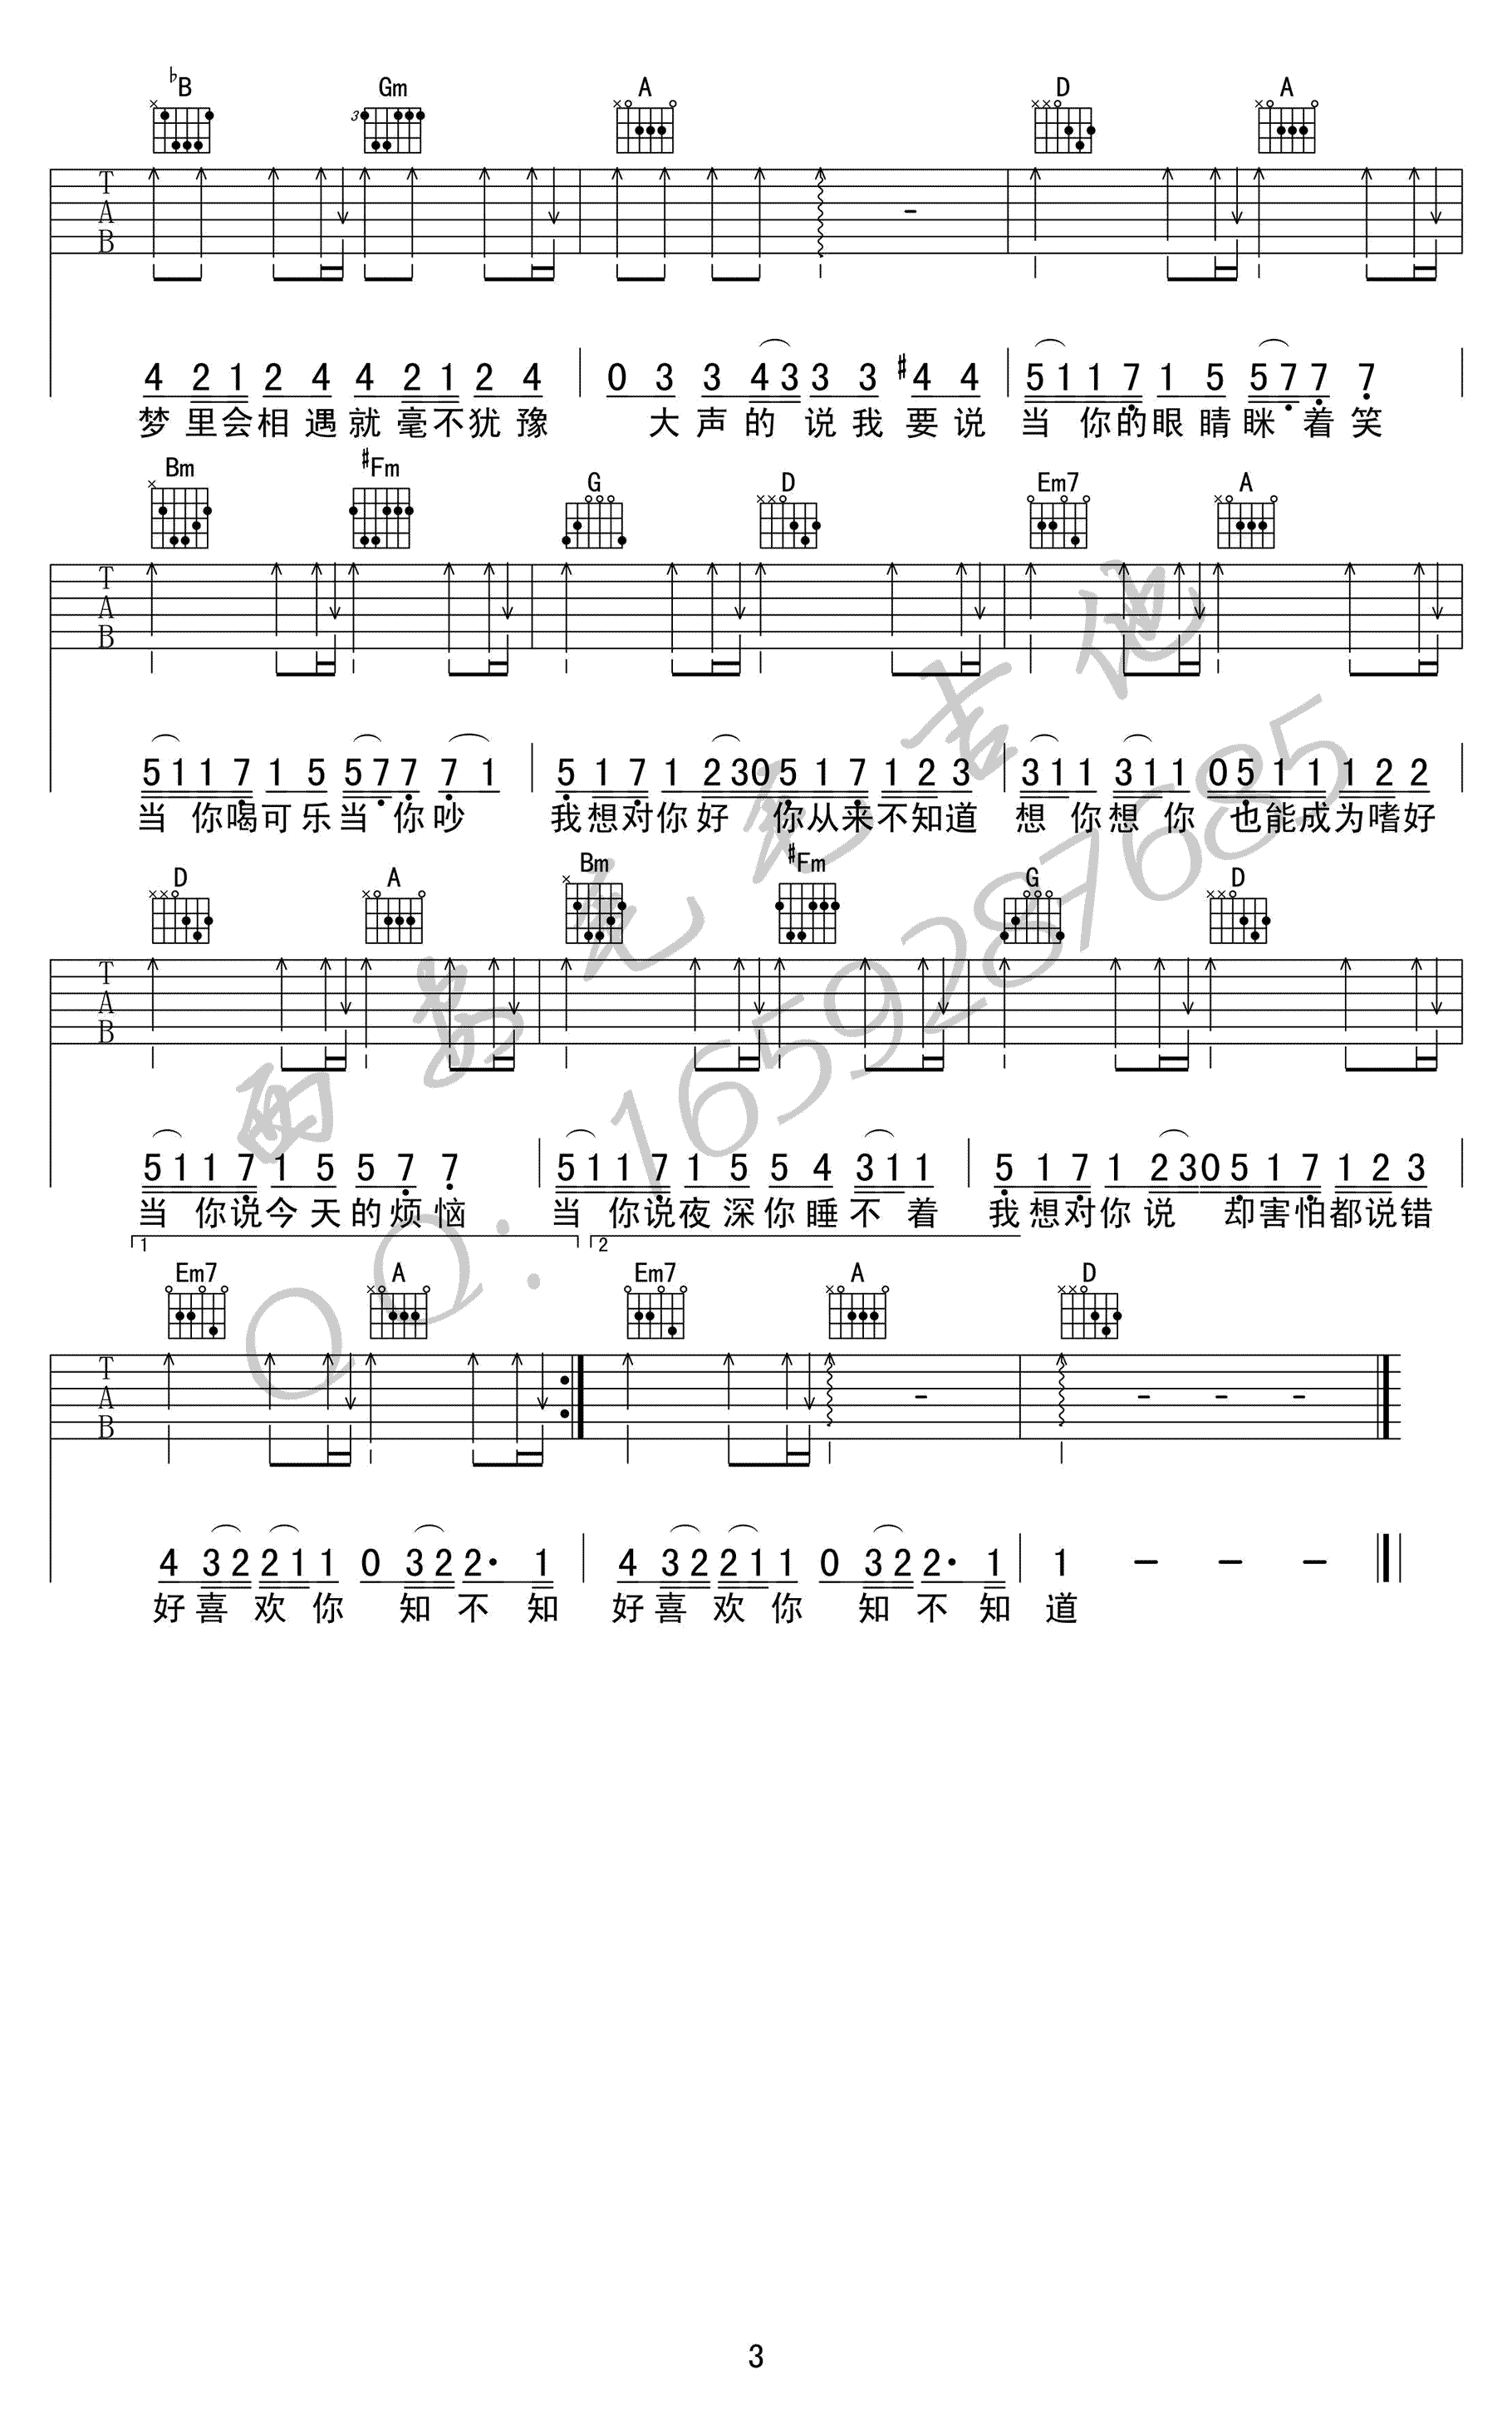 ♭B Gm A D A
3
T
A
B
4 2 1 2 4 4 2 1 2 4 | 0 3 3 4 3 3 3 #4 4 | 5 1 1 7 1 5 5 7 7 7
梦里会相遇就毫不犹豫 大声的说我要说 当你的眼睛眯着笑
Bm #Fm G D Em7 A
T
A
B
5 1 1 7 1 5 5 7 7 7 1 | 5 1 7 1 2 3 0 5 1 7 1 2 3 | 3 1 1 3 1 1 0 5 1 1 1 2 2
当你喝可乐当你吵 我想对你好 你从来不知道 想你想你 也能成为嗜好
D A Bm #Fm G D
T
A
B
5 1 1 7 1 5 5 7 7 | 5 1 1 7 1 5 5 4 3 1 1 | 5 1 7 1 2 3 0 5 1 7 1 2 3
当你说今天的烦恼 当你说夜深你睡不着 我想对你说 却害怕都说错
1 2
Em7 A Em7 A D
T
A
B
4 3 2 2 1 1 0 3 2 2· 1 | 4 3 2 2 1 1 0 3 2 2· 1 | 1 - - -
好喜欢你 知不知 好喜欢你 知不知道
西安元元吉他
QQ:1659287685
3